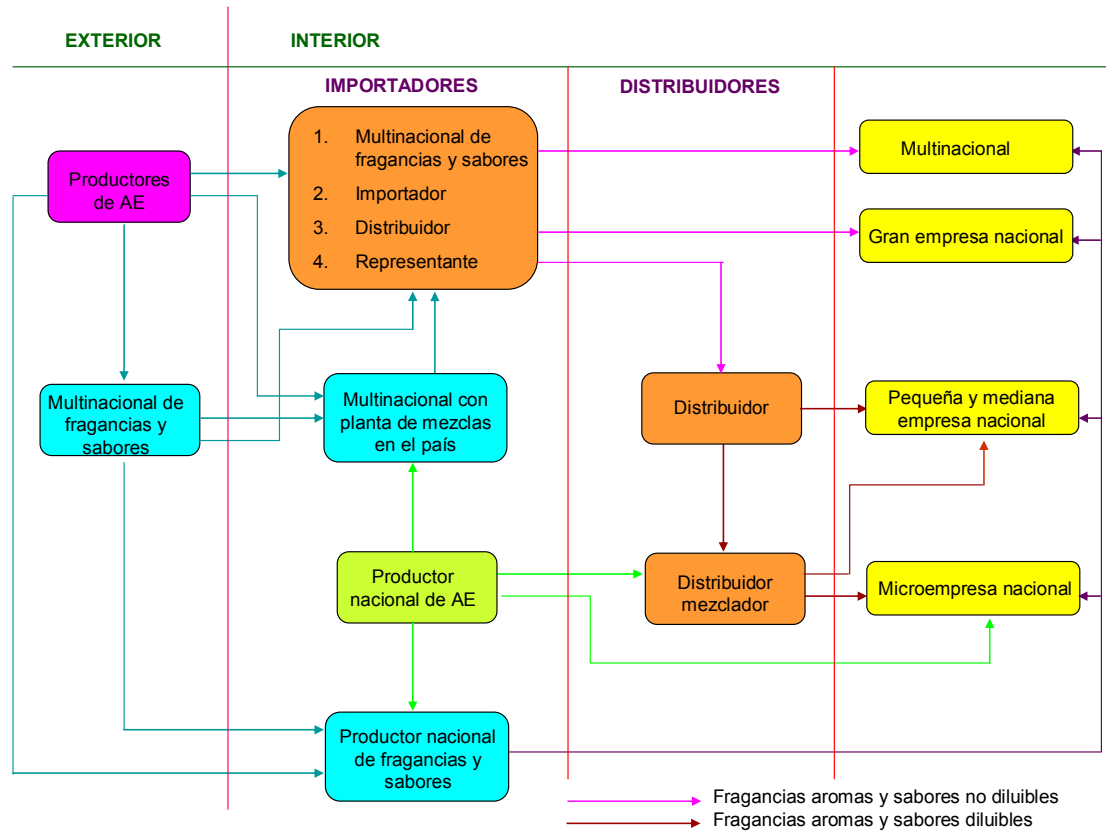 EXTERIOR
INTERIOR
IMPORTADORES
DISTRIBUIDORES
Productores
de AE
1. Multinacional de
fragancias y sabores
2. Importador
3. Distribuidor
4. Representante
Multinacional
Gran empresa nacional
Multinacional de
fragancias y
sabores
Multinacional con
planta de mezclas
en el país
Distribuidor
Pequeña y mediana
empresa nacional
Productor
nacional de AE
Distribuidor
mezclador
Microempresa nacional
Productor nacional
de fragancias y
sabores
Fragancias aromas y sabores no diluibles
Fragancias aromas y sabores diluibles